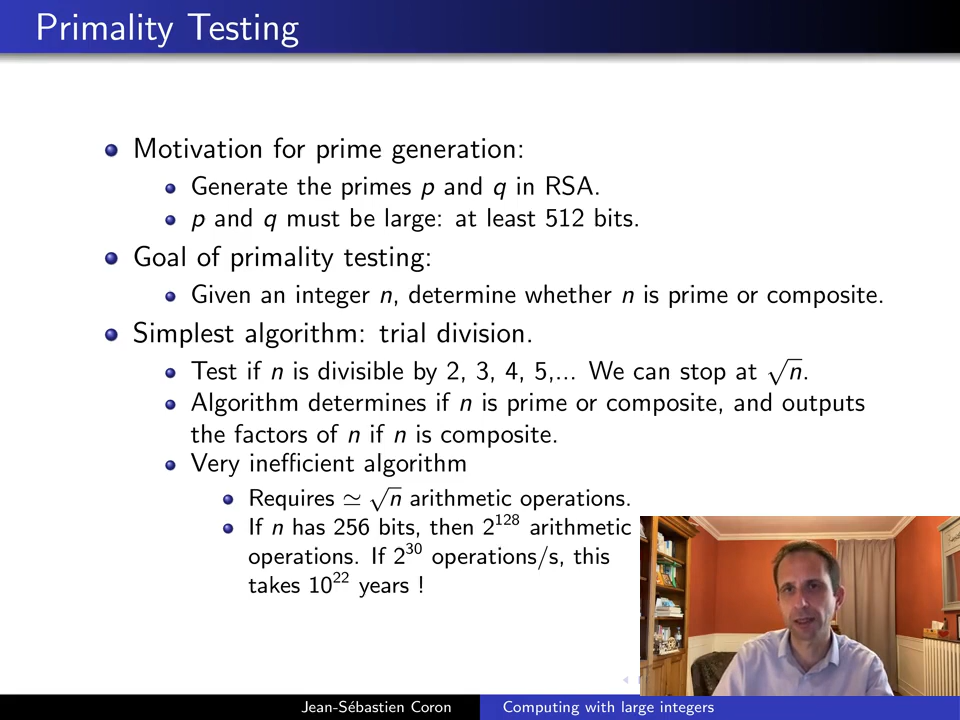 Primality Testing
Motivation for prime generation:
Generate the primes p and q in RSA.
p and q must be large: at least 512 bits.
Goal of primality testing:
Given an integer n, determine whether n is prime or composite.
Simplest algorithm: trial division.
Test if n is divisible by 2, 3, 4, 5,... We can stop at √n.
Algorithm determines if n is prime or composite, and outputs
the factors of n if n is composite.
Very inefficient algorithm
Requires ≃ √n arithmetic operations.
If n has 256 bits, then 2^128 arithmetic
operations. If 2^30 operations/s, this
takes 10^22 years !
Jean-Sébastien Coron
Computing with large integers